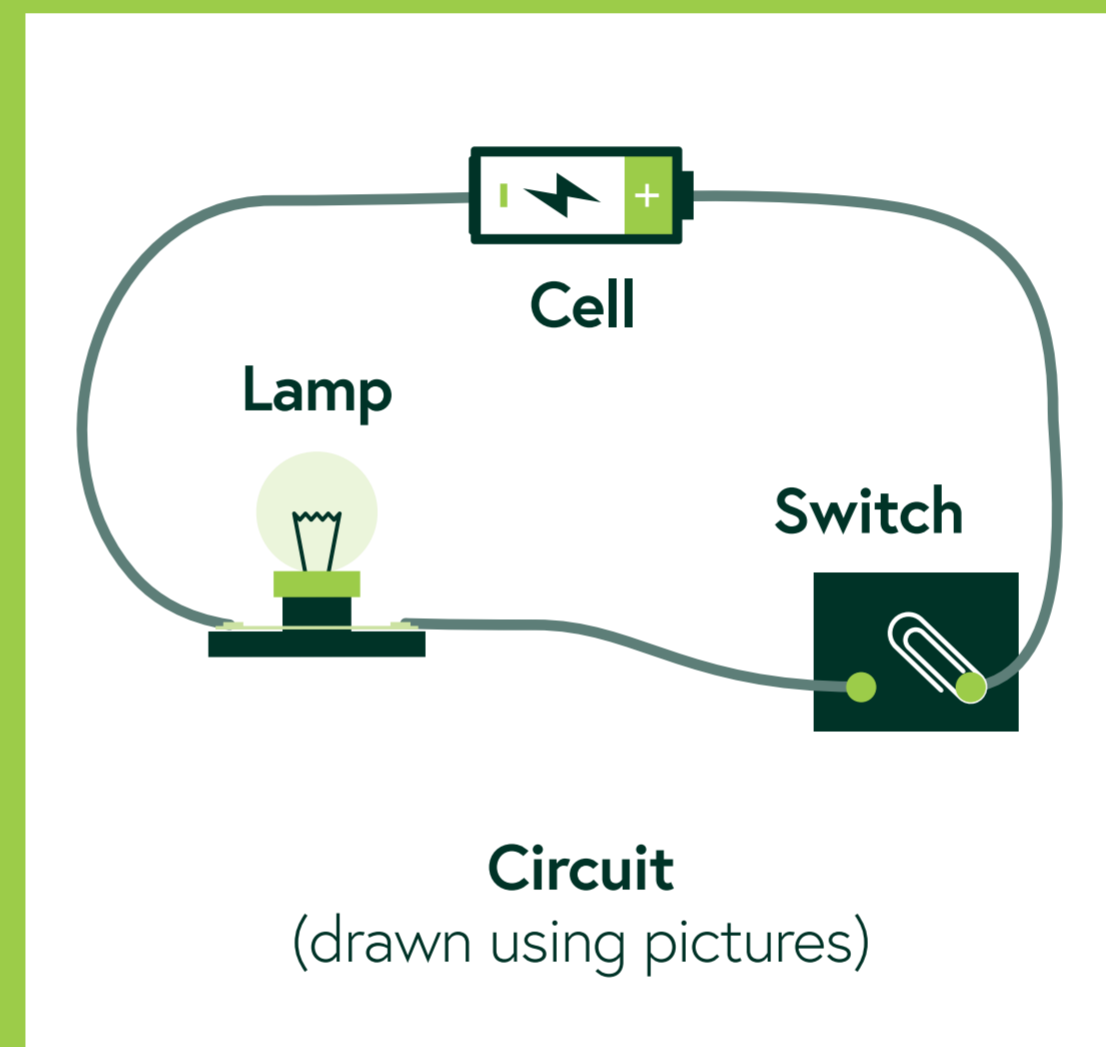 +
Cell
Lamp
Switch
Circuit
(drawn using pictures)